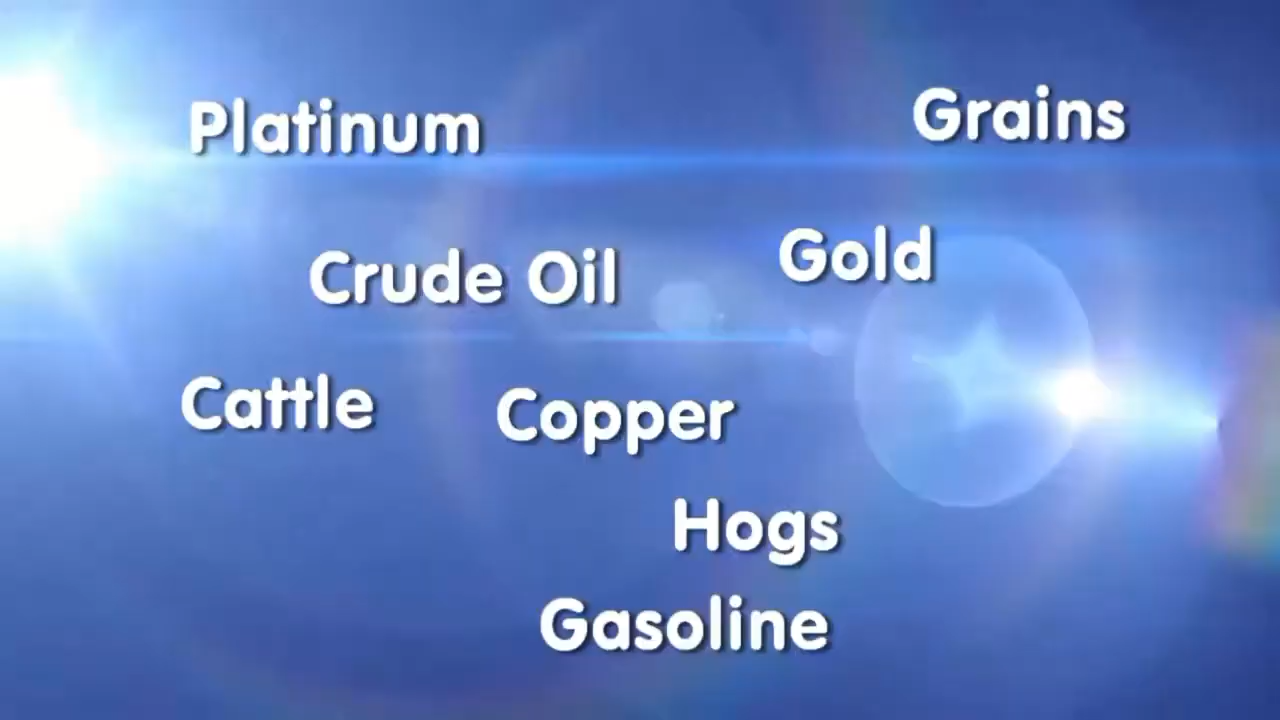 Platinum
Grains
Crude Oil
Gold
Cattle
Copper
Hogs
Gasoline